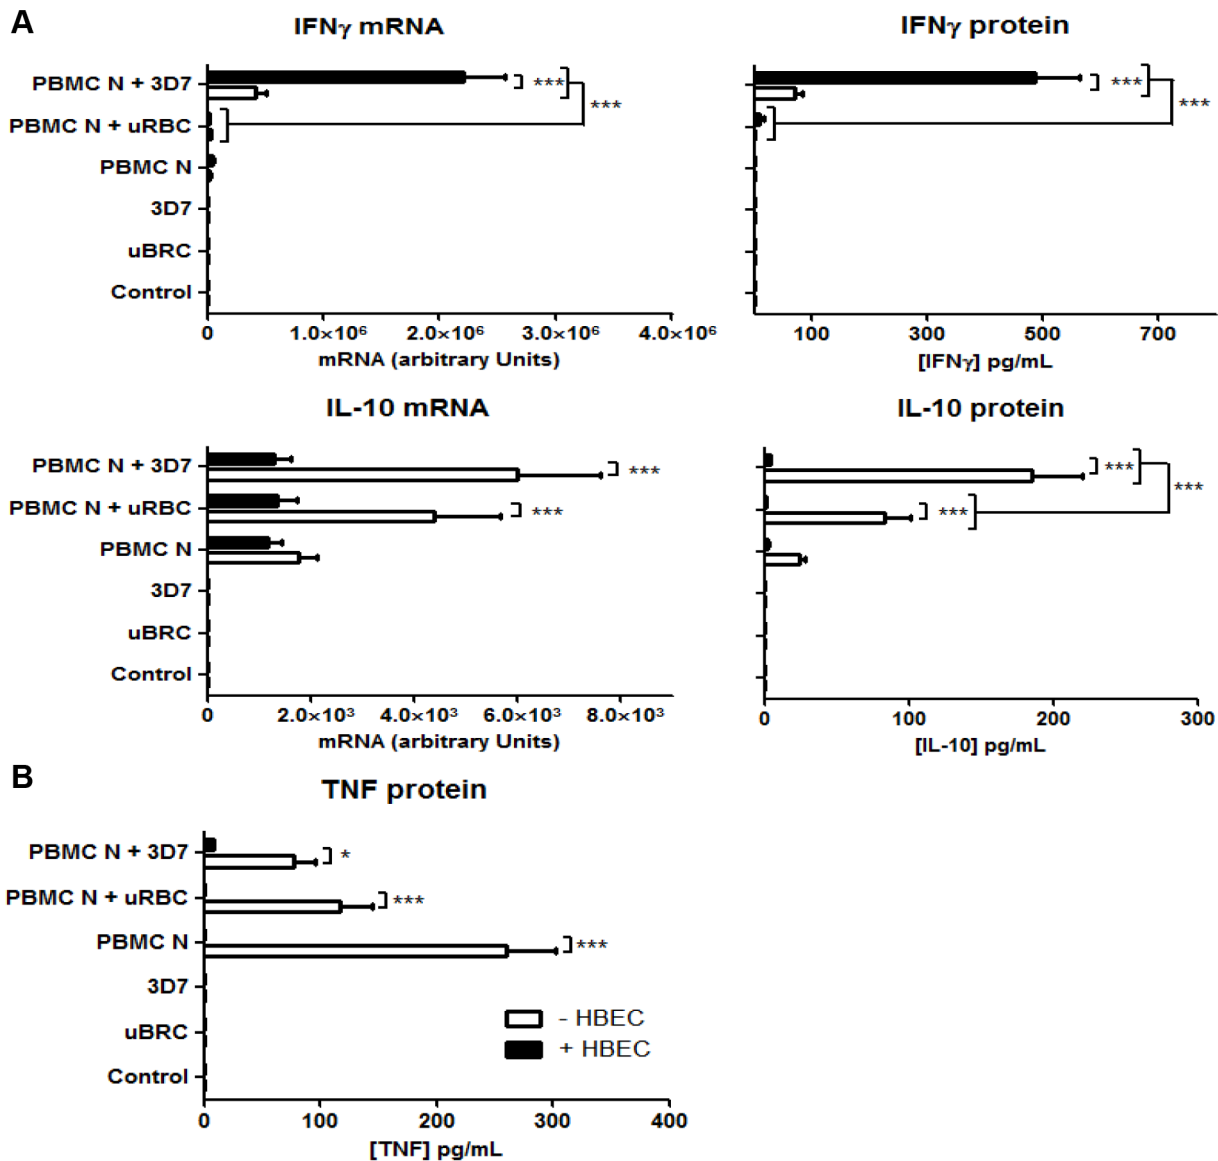 A
IFNγ mRNA
PBMC N + 3D7
***
***
PBMC N + uRBC
PBMC N
3D7
uBRC
Control
0 1.0×10⁶ 2.0×10⁶ 3.0×10⁶ 4.0×10⁶
mRNA (arbitrary Units)
IFNγ protein
***
***
100 300 500 700
[IFNγ] pg/mL
IL-10 mRNA
PBMC N + 3D7
***
PBMC N + uRBC
***
PBMC N
3D7
uBRC
Control
0 2.0×10³ 4.0×10³ 6.0×10³ 8.0×10³
mRNA (arbitrary Units)
IL-10 protein
***
***
***
0 100 200 300
[IL-10] pg/mL
B
TNF protein
PBMC N + 3D7
*
PBMC N + uRBC
***
PBMC N
***
3D7
uBRC
Control
- HBEC
+ HBEC
0 100 200 300 400
[TNF] pg/mL